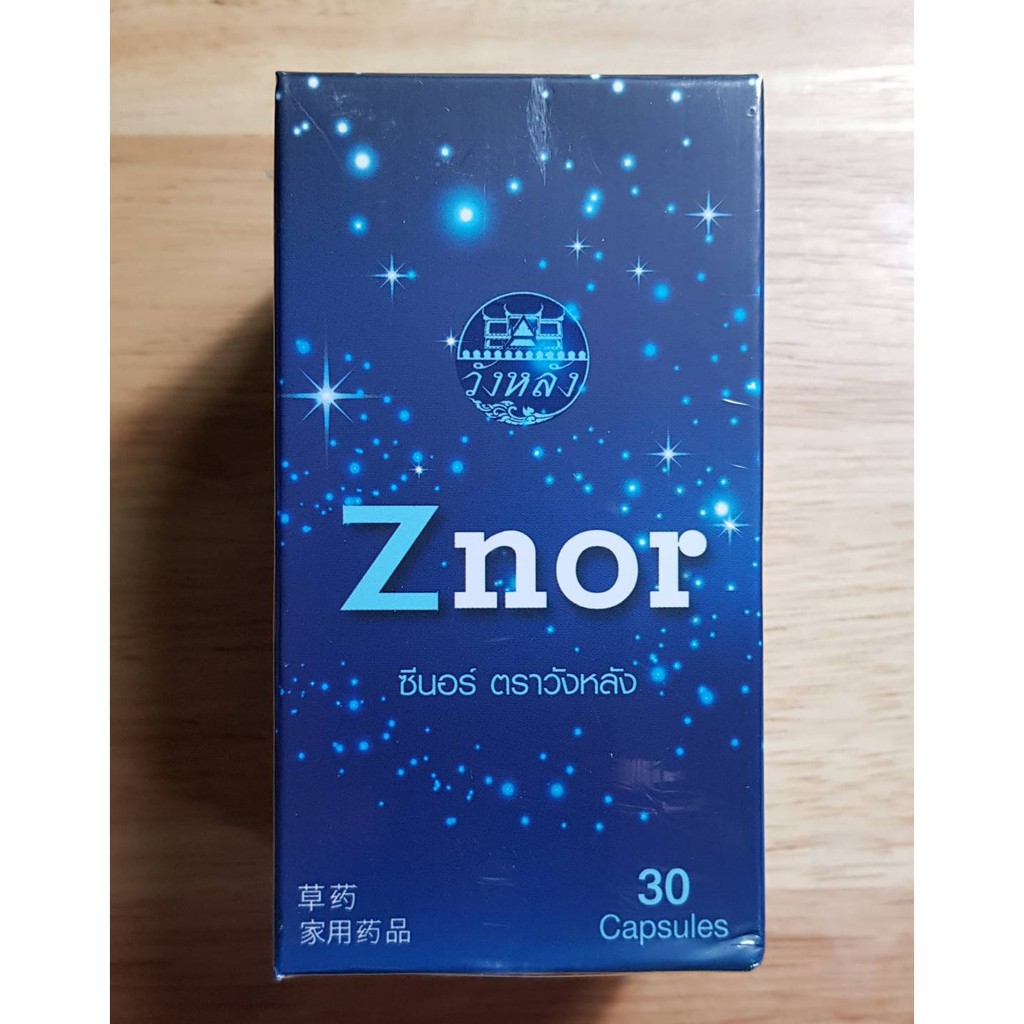 วังหลัง
Znor
ซีนอร์ ตราวังหลัง
草药
家用药品
30
Capsules